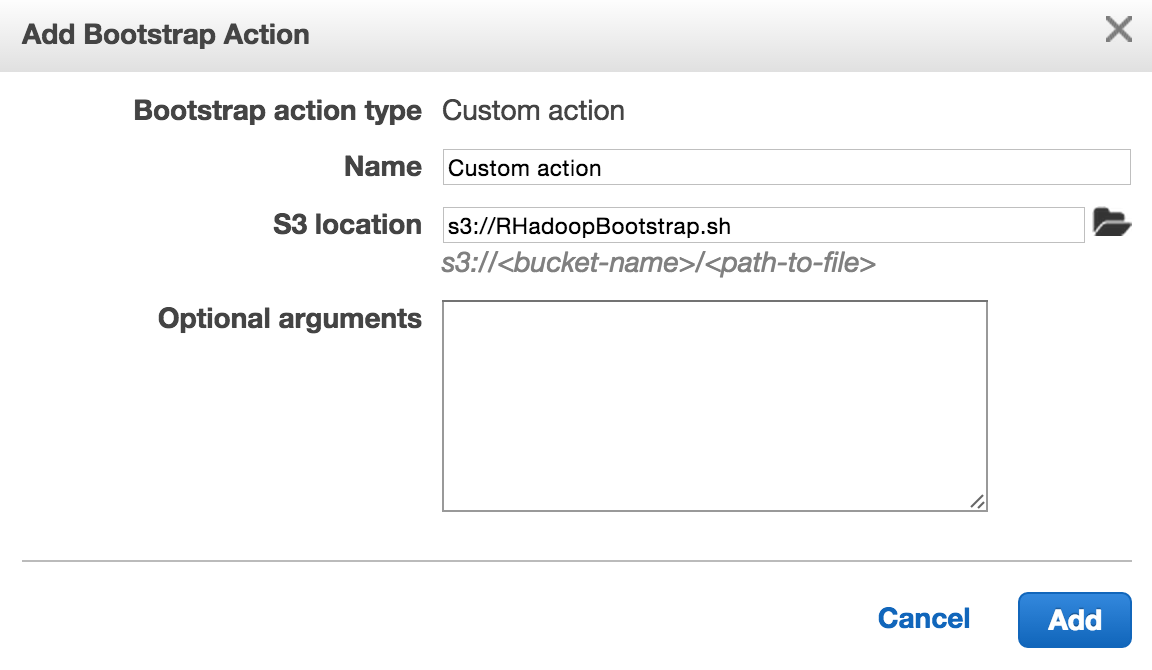 Add Bootstrap Action
Bootstrap action type Custom action
Name Custom action
S3 location s3://RHadoopBootstrap.sh
s3://<bucket-name>/<path-to-file>
Optional arguments
Cancel Add